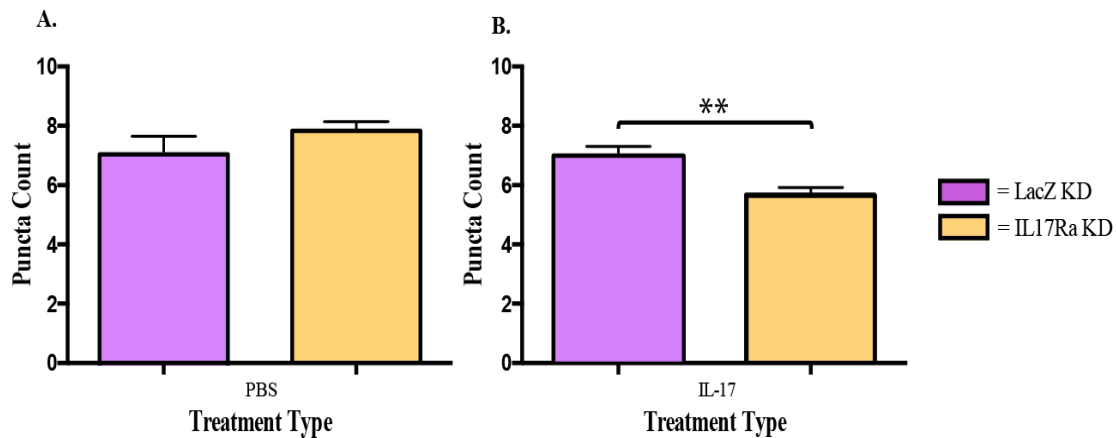 A.
10
8
6
4
2
0
Puncta Count
PBS
Treatment Type
B.
**
10
8
6
4
2
0
Puncta Count
IL-17
Treatment Type
= LacZ KD
= IL17Ra KD